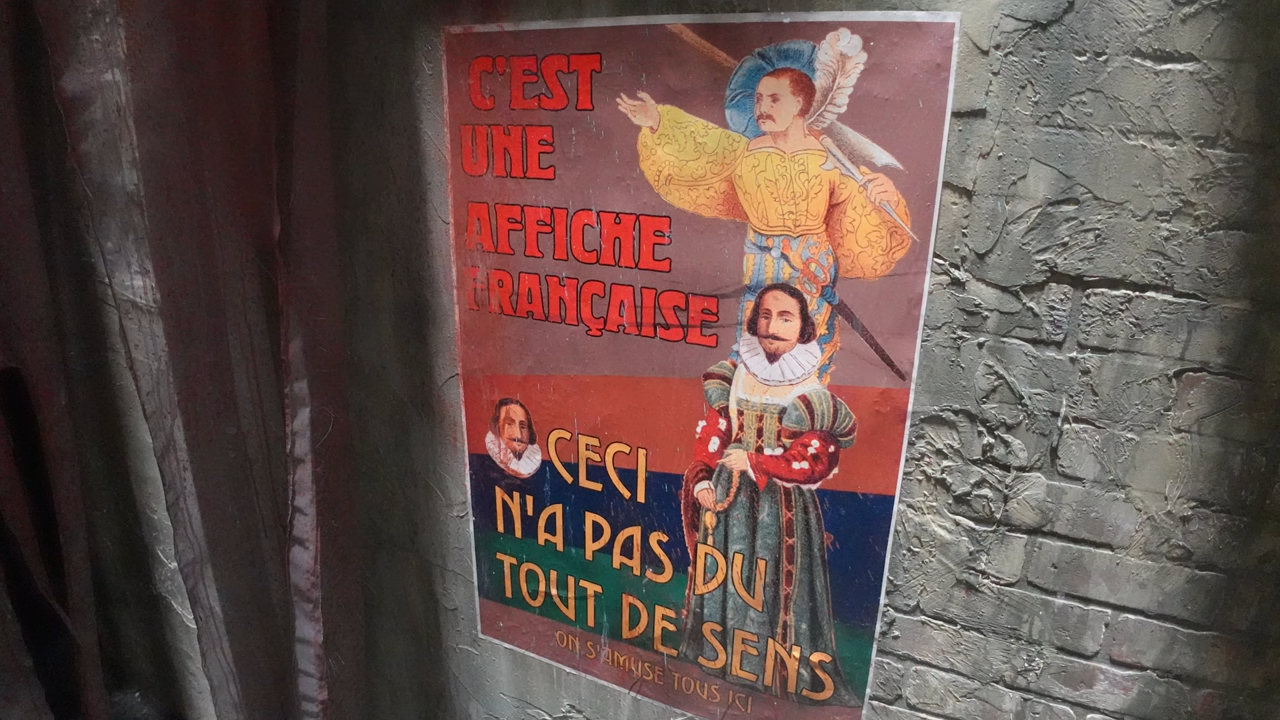 C'EST
UNE
AFFICHE
FRANÇAISE
CECI
N'A PAS DU
TOUT DE SENS
ON S'AMUSE TOUS ICI